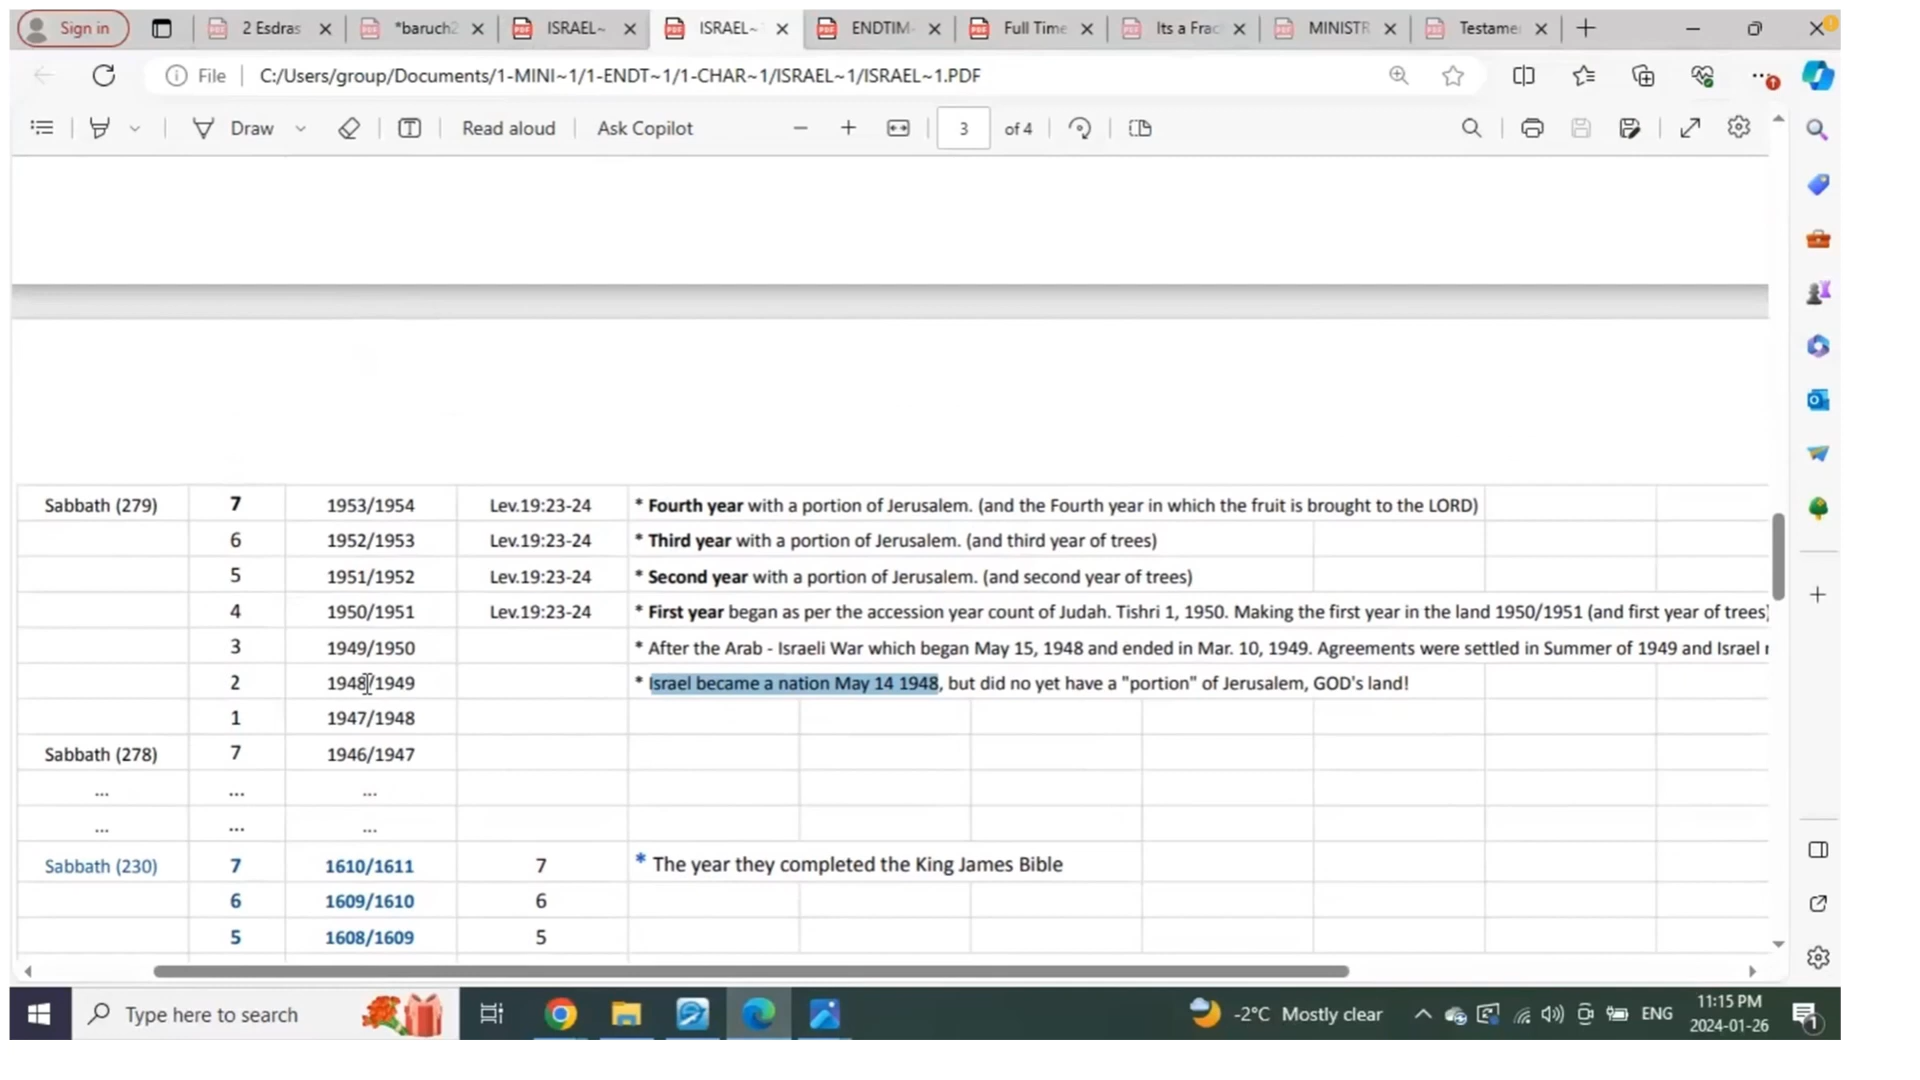 Sign in
2 Esdras
*baruch2
ISRAEL~
ISRAEL~
ENDTIM
Full Time
Its a Frac
MINISTR
Testame
File
C:/Users/group/Documents/1-MINI~1/1-ENDT~1/1-CHAR~1/ISRAEL~1/ISRAEL~1.PDF
Draw
Read aloud
Ask Copilot
3 of 4
Sabbath (279) 7 1953/1954 Lev.19:23-24 * Fourth year with a portion of Jerusalem. (and the Fourth year in which the fruit is brought to the LORD)
6 1952/1953 Lev.19:23-24 * Third year with a portion of Jerusalem. (and third year of trees)
5 1951/1952 Lev.19:23-24 * Second year with a portion of Jerusalem. (and second year of trees)
4 1950/1951 Lev.19:23-24 * First year began as per the accession year count of Judah. Tishri 1, 1950. Making the first year in the land 1950/1951 (and first year of trees)
3 1949/1950 * After the Arab - Israeli War which began May 15, 1948 and ended in Mar. 10, 1949. Agreements were settled in Summer of 1949 and Israel
2 1948/1949 * Israel became a nation May 14 1948, but did no yet have a "portion" of Jerusalem, GOD's land!
1 1947/1948
Sabbath (278) 7 1946/1947
... ... ...
... ... ...
Sabbath (230) 7 1610/1611 7 * The year they completed the King James Bible
6 1609/1610 6
5 1608/1609 5
Type here to search
-2°C Mostly clear
ENG
11:15 PM
2024-01-26
1